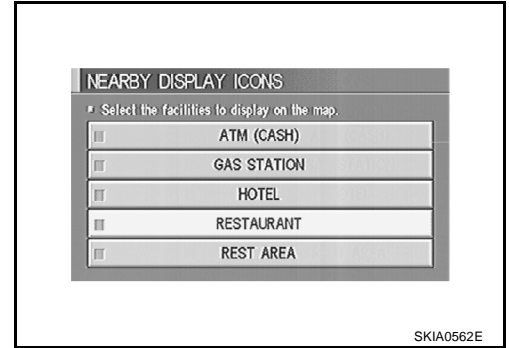 NEARBY DISPLAY ICONS
Select the facilities to display on the map.
ATM (CASH)
GAS STATION
HOTEL
RESTAURANT
REST AREA
SKIA0562E